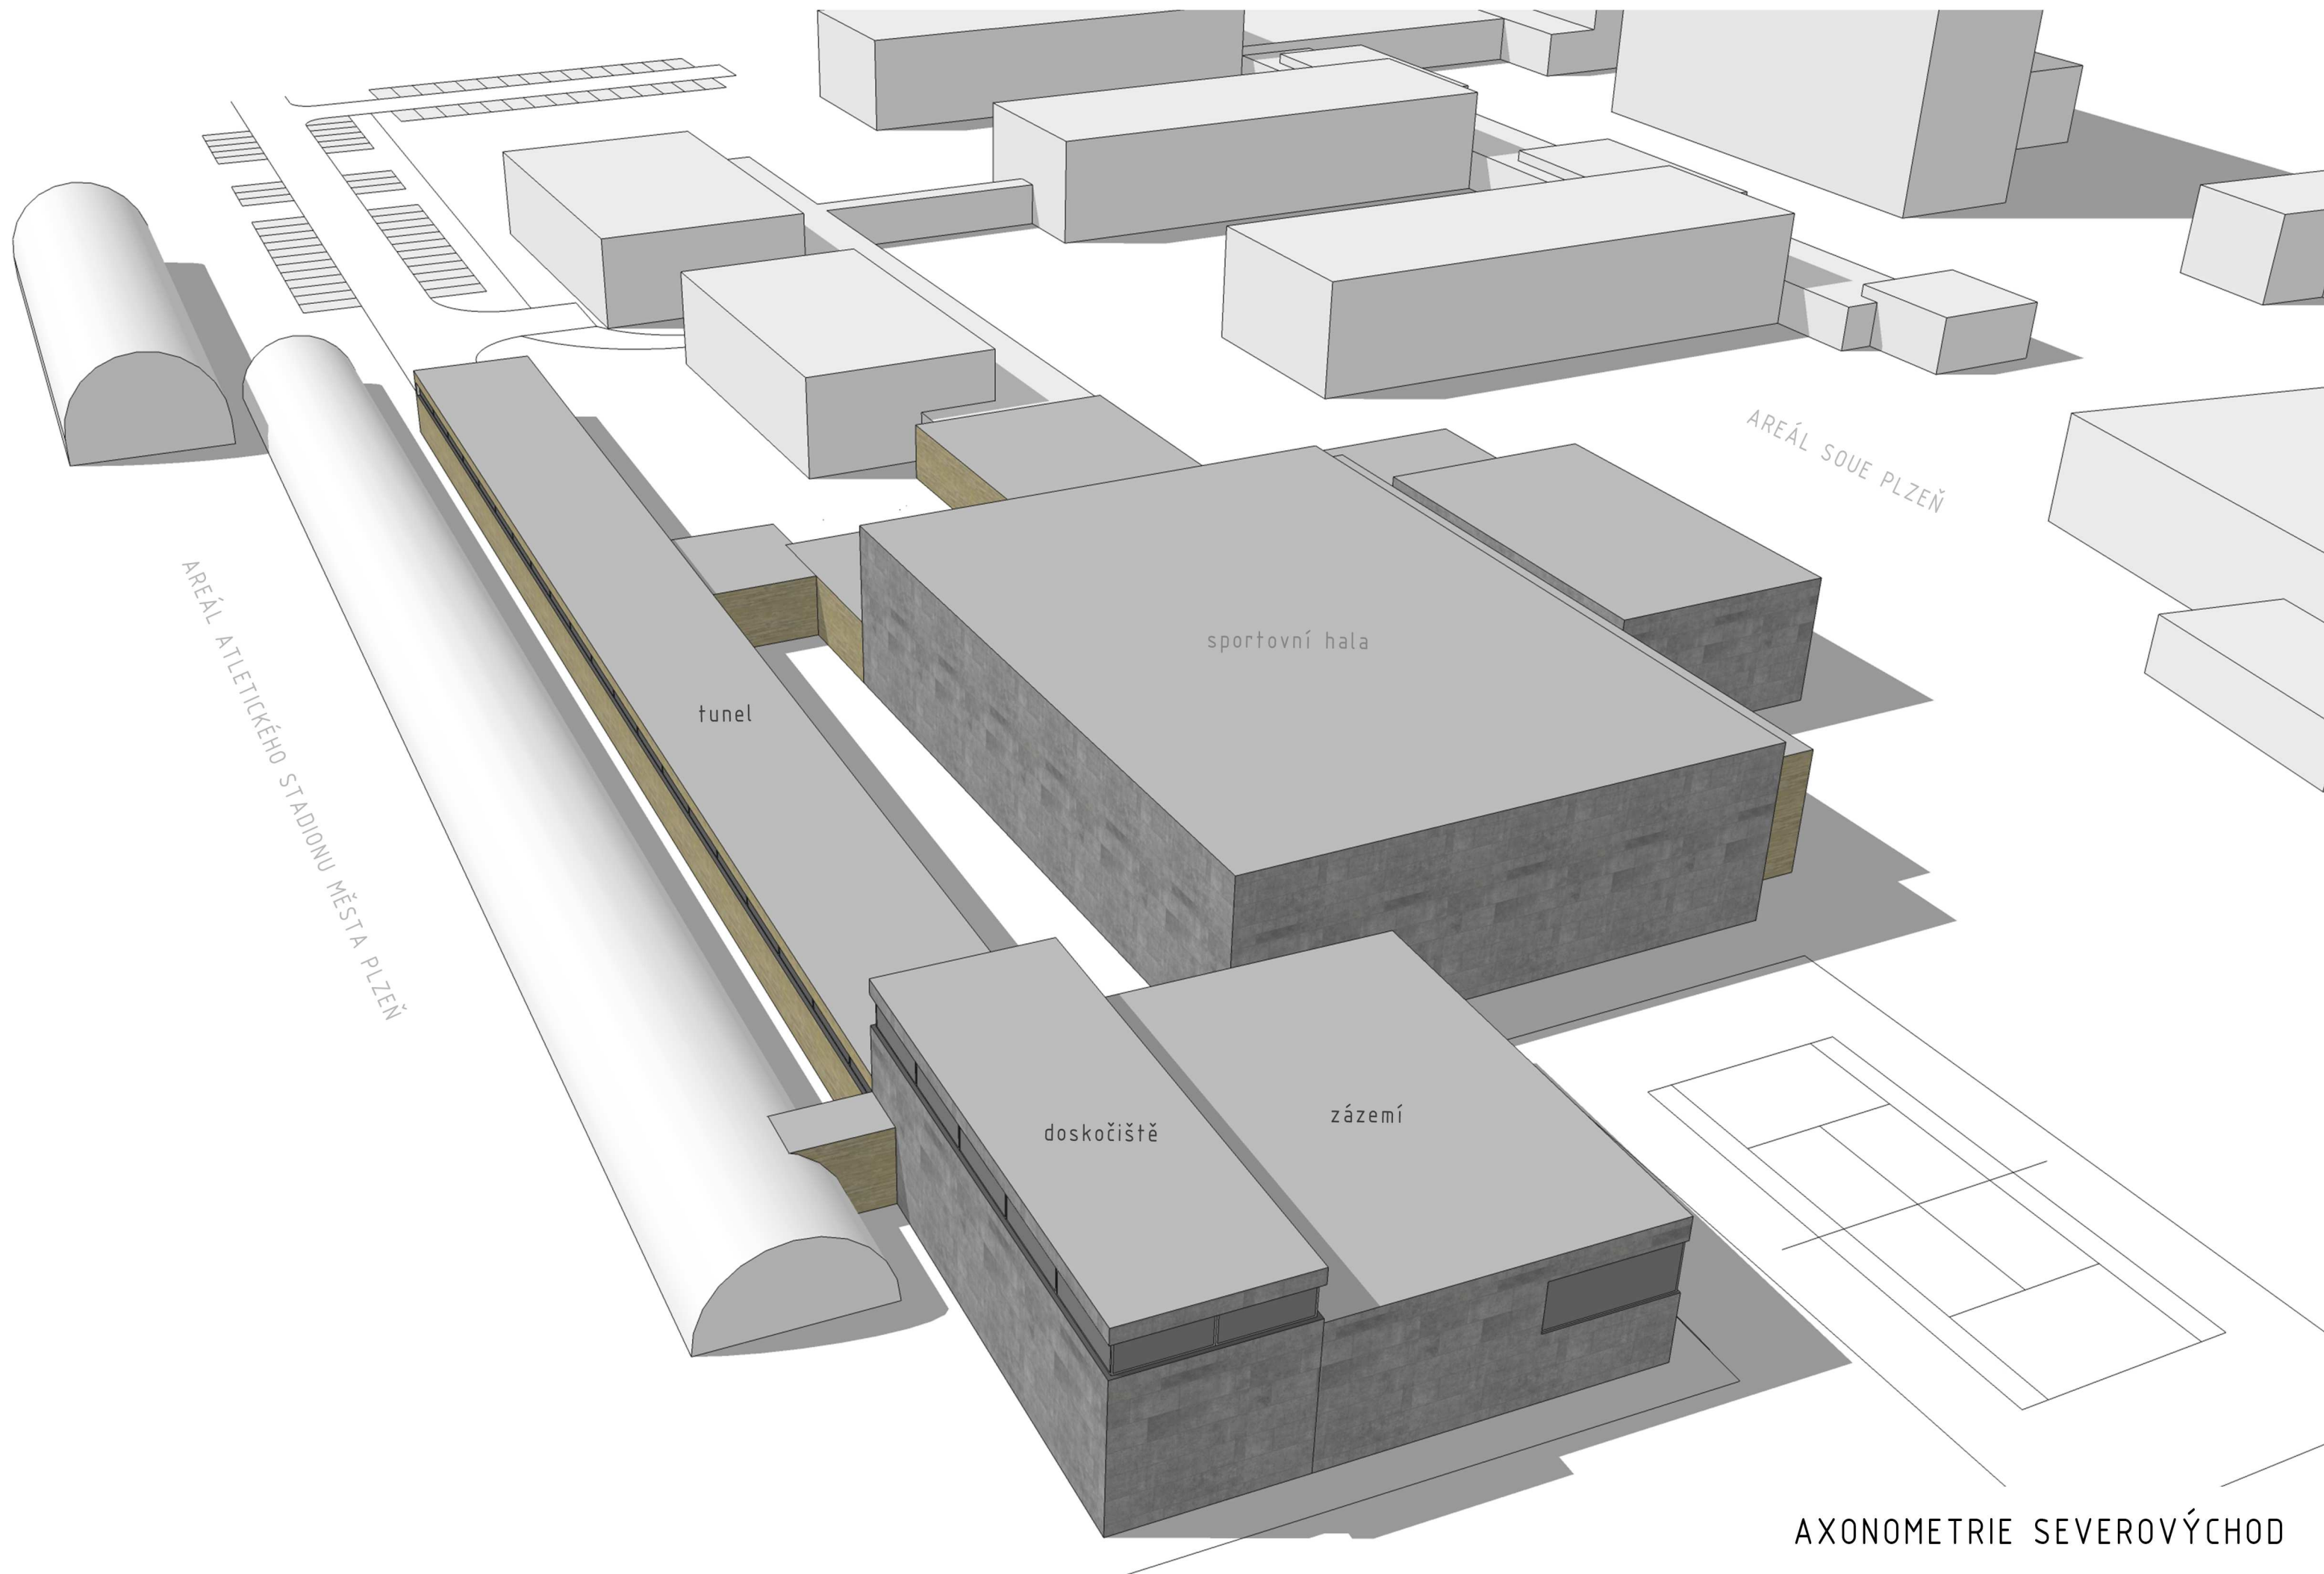 AREÁL SOUE PLZEŇ
sportovní hala
AREÁL ATLETICKÉHO STADIONU MĚSTA PLZEŇ
tunel
doskočiště
zázemí
AXONOMETRIE SEVEROVÝCHOD